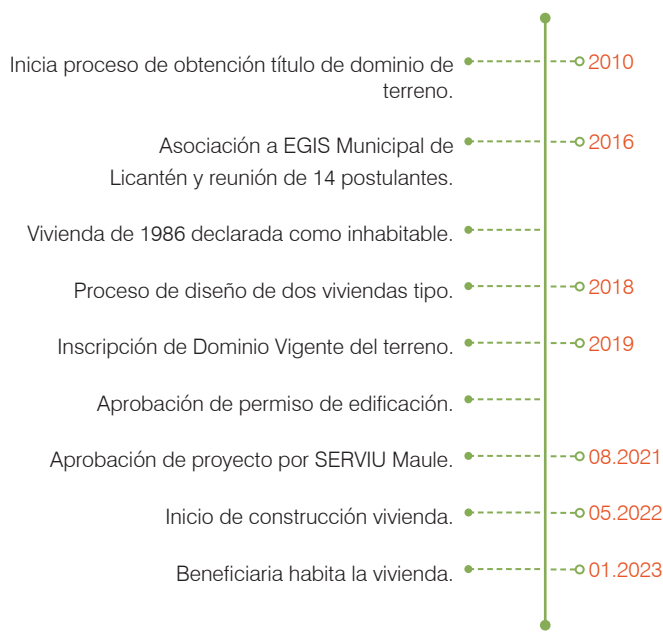 Inicia proceso de obtención título de dominio de
terreno.
2010
Asociación a EGIS Municipal de
Licantén y reunión de 14 postulantes.
2016
Vivienda de 1986 declarada como inhabitable.
Proceso de diseño de dos viviendas tipo.
2018
Inscripción de Dominio Vigente del terreno.
2019
Aprobación de permiso de edificación.
Aprobación de proyecto por SERVIU Maule.
08.2021
Inicio de construcción vivienda.
05.2022
Beneficiaria habita la vivienda.
01.2023